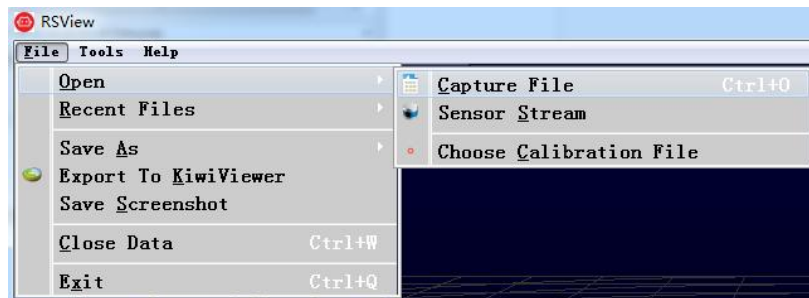 RSView
File Tools Help
Open
Recent Files
Save As
Export To KiwiViewer
Save Screenshot
Close Data Ctrl+W
Exit Ctrl+Q
Capture File Ctrl+O
Sensor Stream
Choose Calibration File